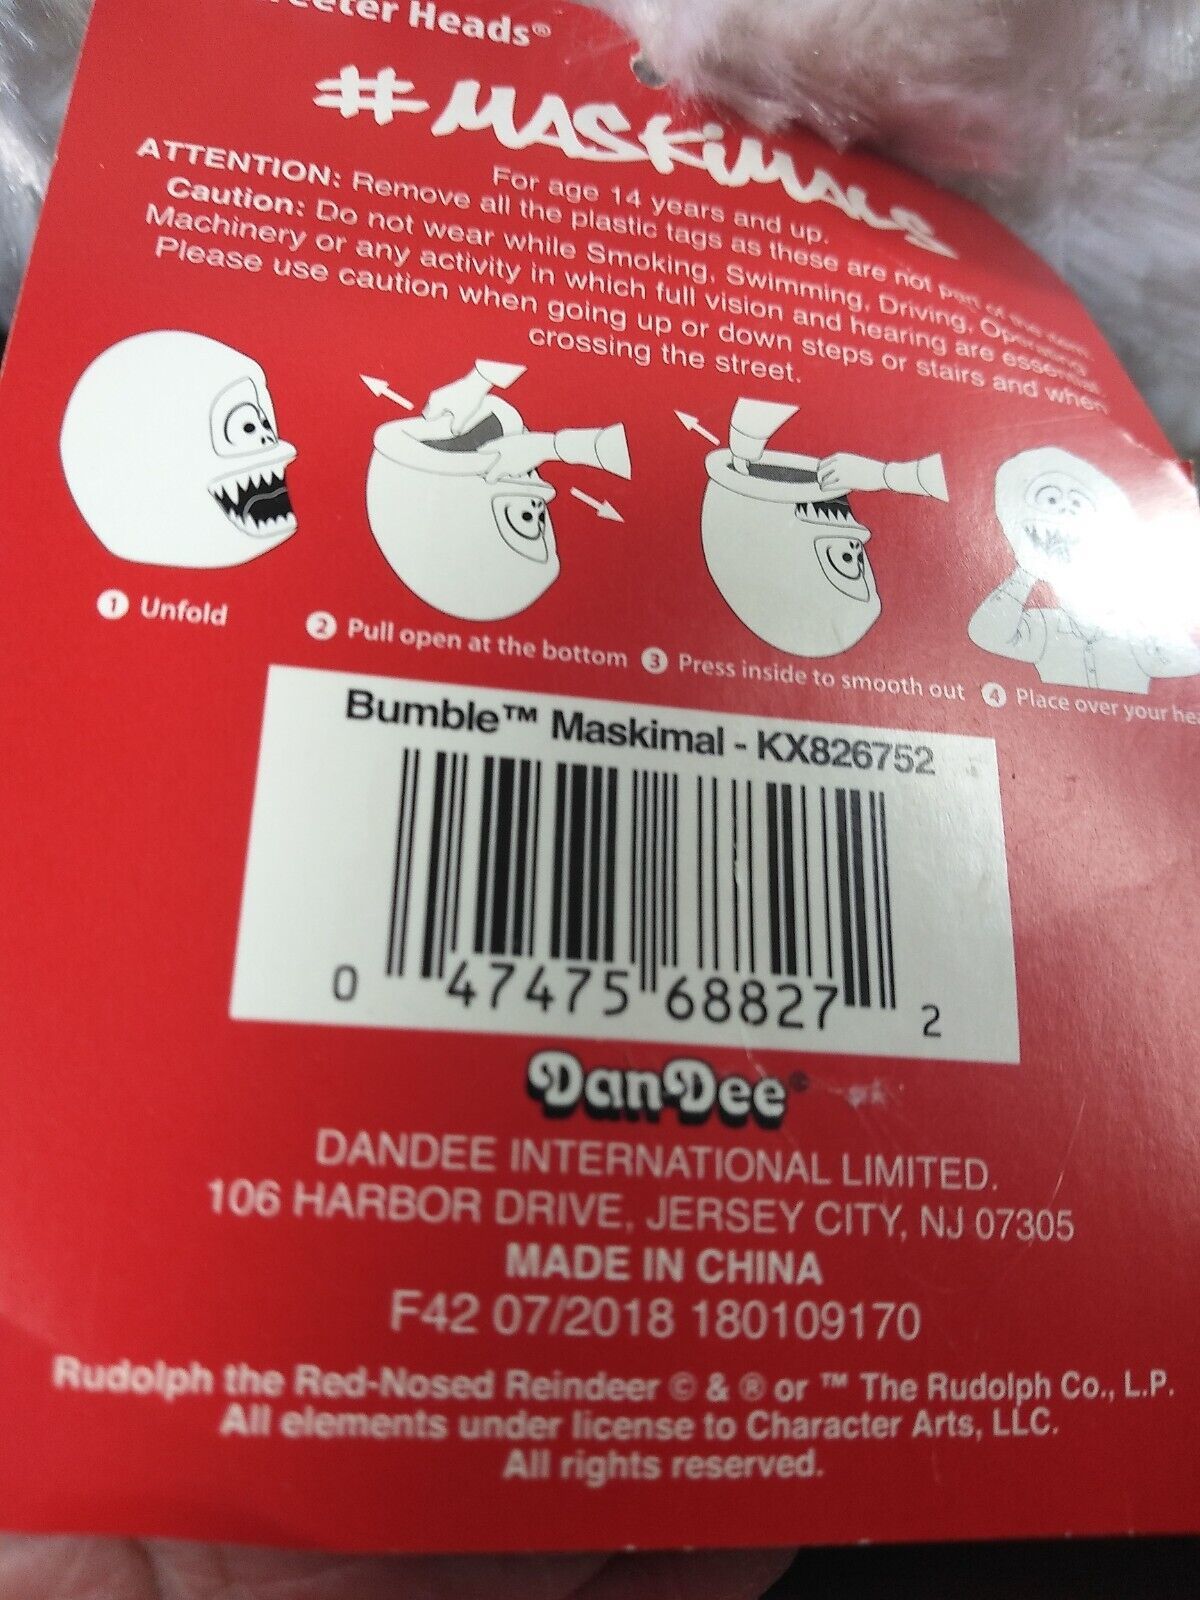 Heads®
#MASKiMALS
For age 14 years and up.
ATTENTION: Remove all the plastic tags as these are not part of the item
Caution: Do not wear while Smoking, Swimming, Driving, Operating
Machinery or any activity in which full vision and hearing are essential
Please use caution when going up or down steps or stairs and when
crossing the street.
1 Unfold
2 Pull open at the bottom
3 Press inside to smooth out
4 Place over your
Bumble™ Maskimal - KX826752
0 47475 68827 2
DanDee®
DANDEE INTERNATIONAL LIMITED.
106 HARBOR DRIVE, JERSEY CITY, NJ 07305
MADE IN CHINA
F42 07/2018 180109170
Rudolph the Red-Nosed Reindeer © & ® or ™ The Rudolph Co., L.P.
All elements under license to Character Arts, LLC.
All rights reserved.